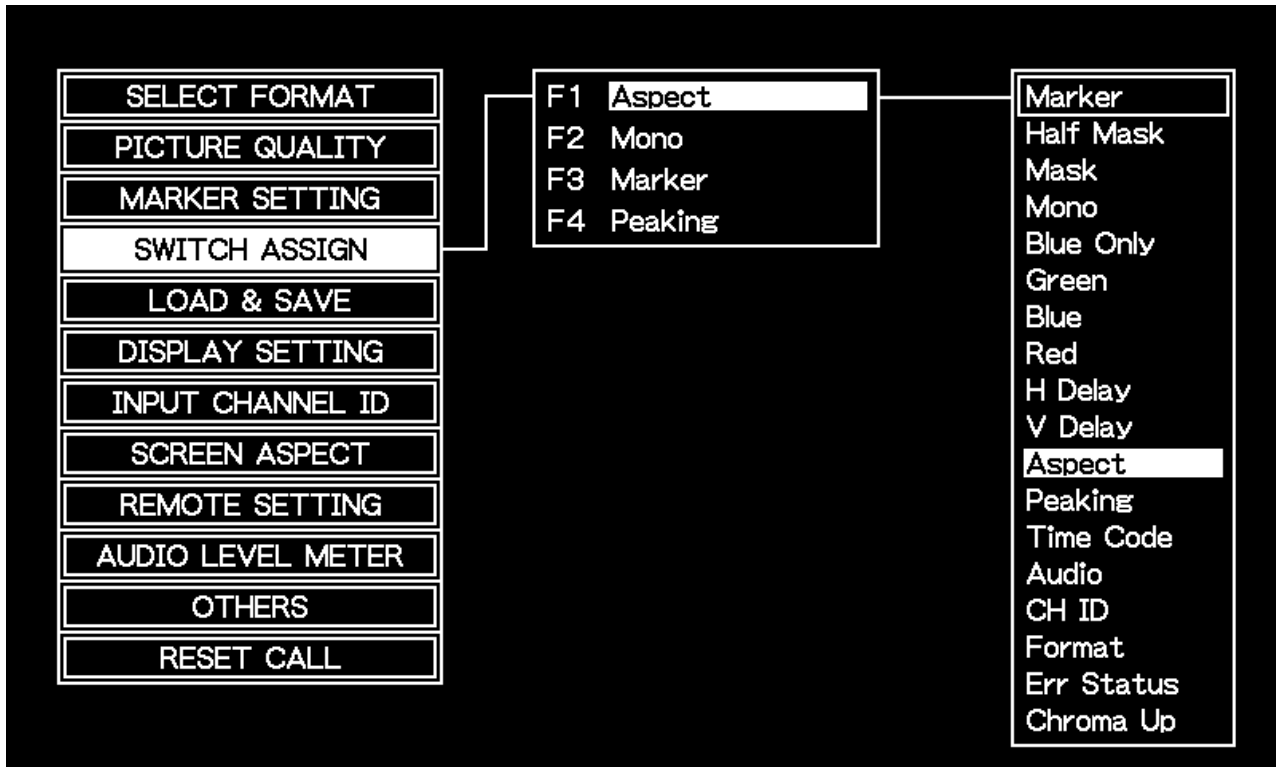 SELECT FORMAT
PICTURE QUALITY
MARKER SETTING
SWITCH ASSIGN
LOAD & SAVE
DISPLAY SETTING
INPUT CHANNEL ID
SCREEN ASPECT
REMOTE SETTING
AUDIO LEVEL METER
OTHERS
RESET CALL
F1 Aspect
F2 Mono
F3 Marker
F4 Peaking
Marker
Half Mask
Mask
Mono
Blue Only
Green
Blue
Red
H Delay
V Delay
Aspect
Peaking
Time Code
Audio
CH ID
Format
Err Status
Chroma Up